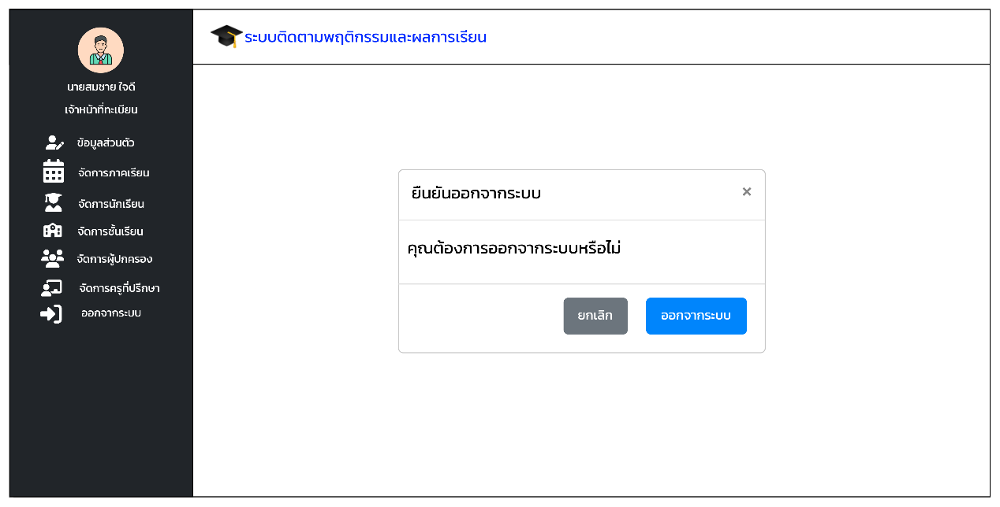 ระบบติดตามพฤติกรรมและผลการเรียน
นายสมชาย ใจดี
เจ้าหน้าที่ทะเบียน
ข้อมูลส่วนตัว
จัดการภาคเรียน
จัดการนักเรียน
จัดการชั้นเรียน
จัดการผู้ปกครอง
จัดการครูที่ปรึกษา
ออกจากระบบ
ยืนยันออกจากระบบ
คุณต้องการออกจากระบบหรือไม่
ยกเลิก
ออกจากระบบ